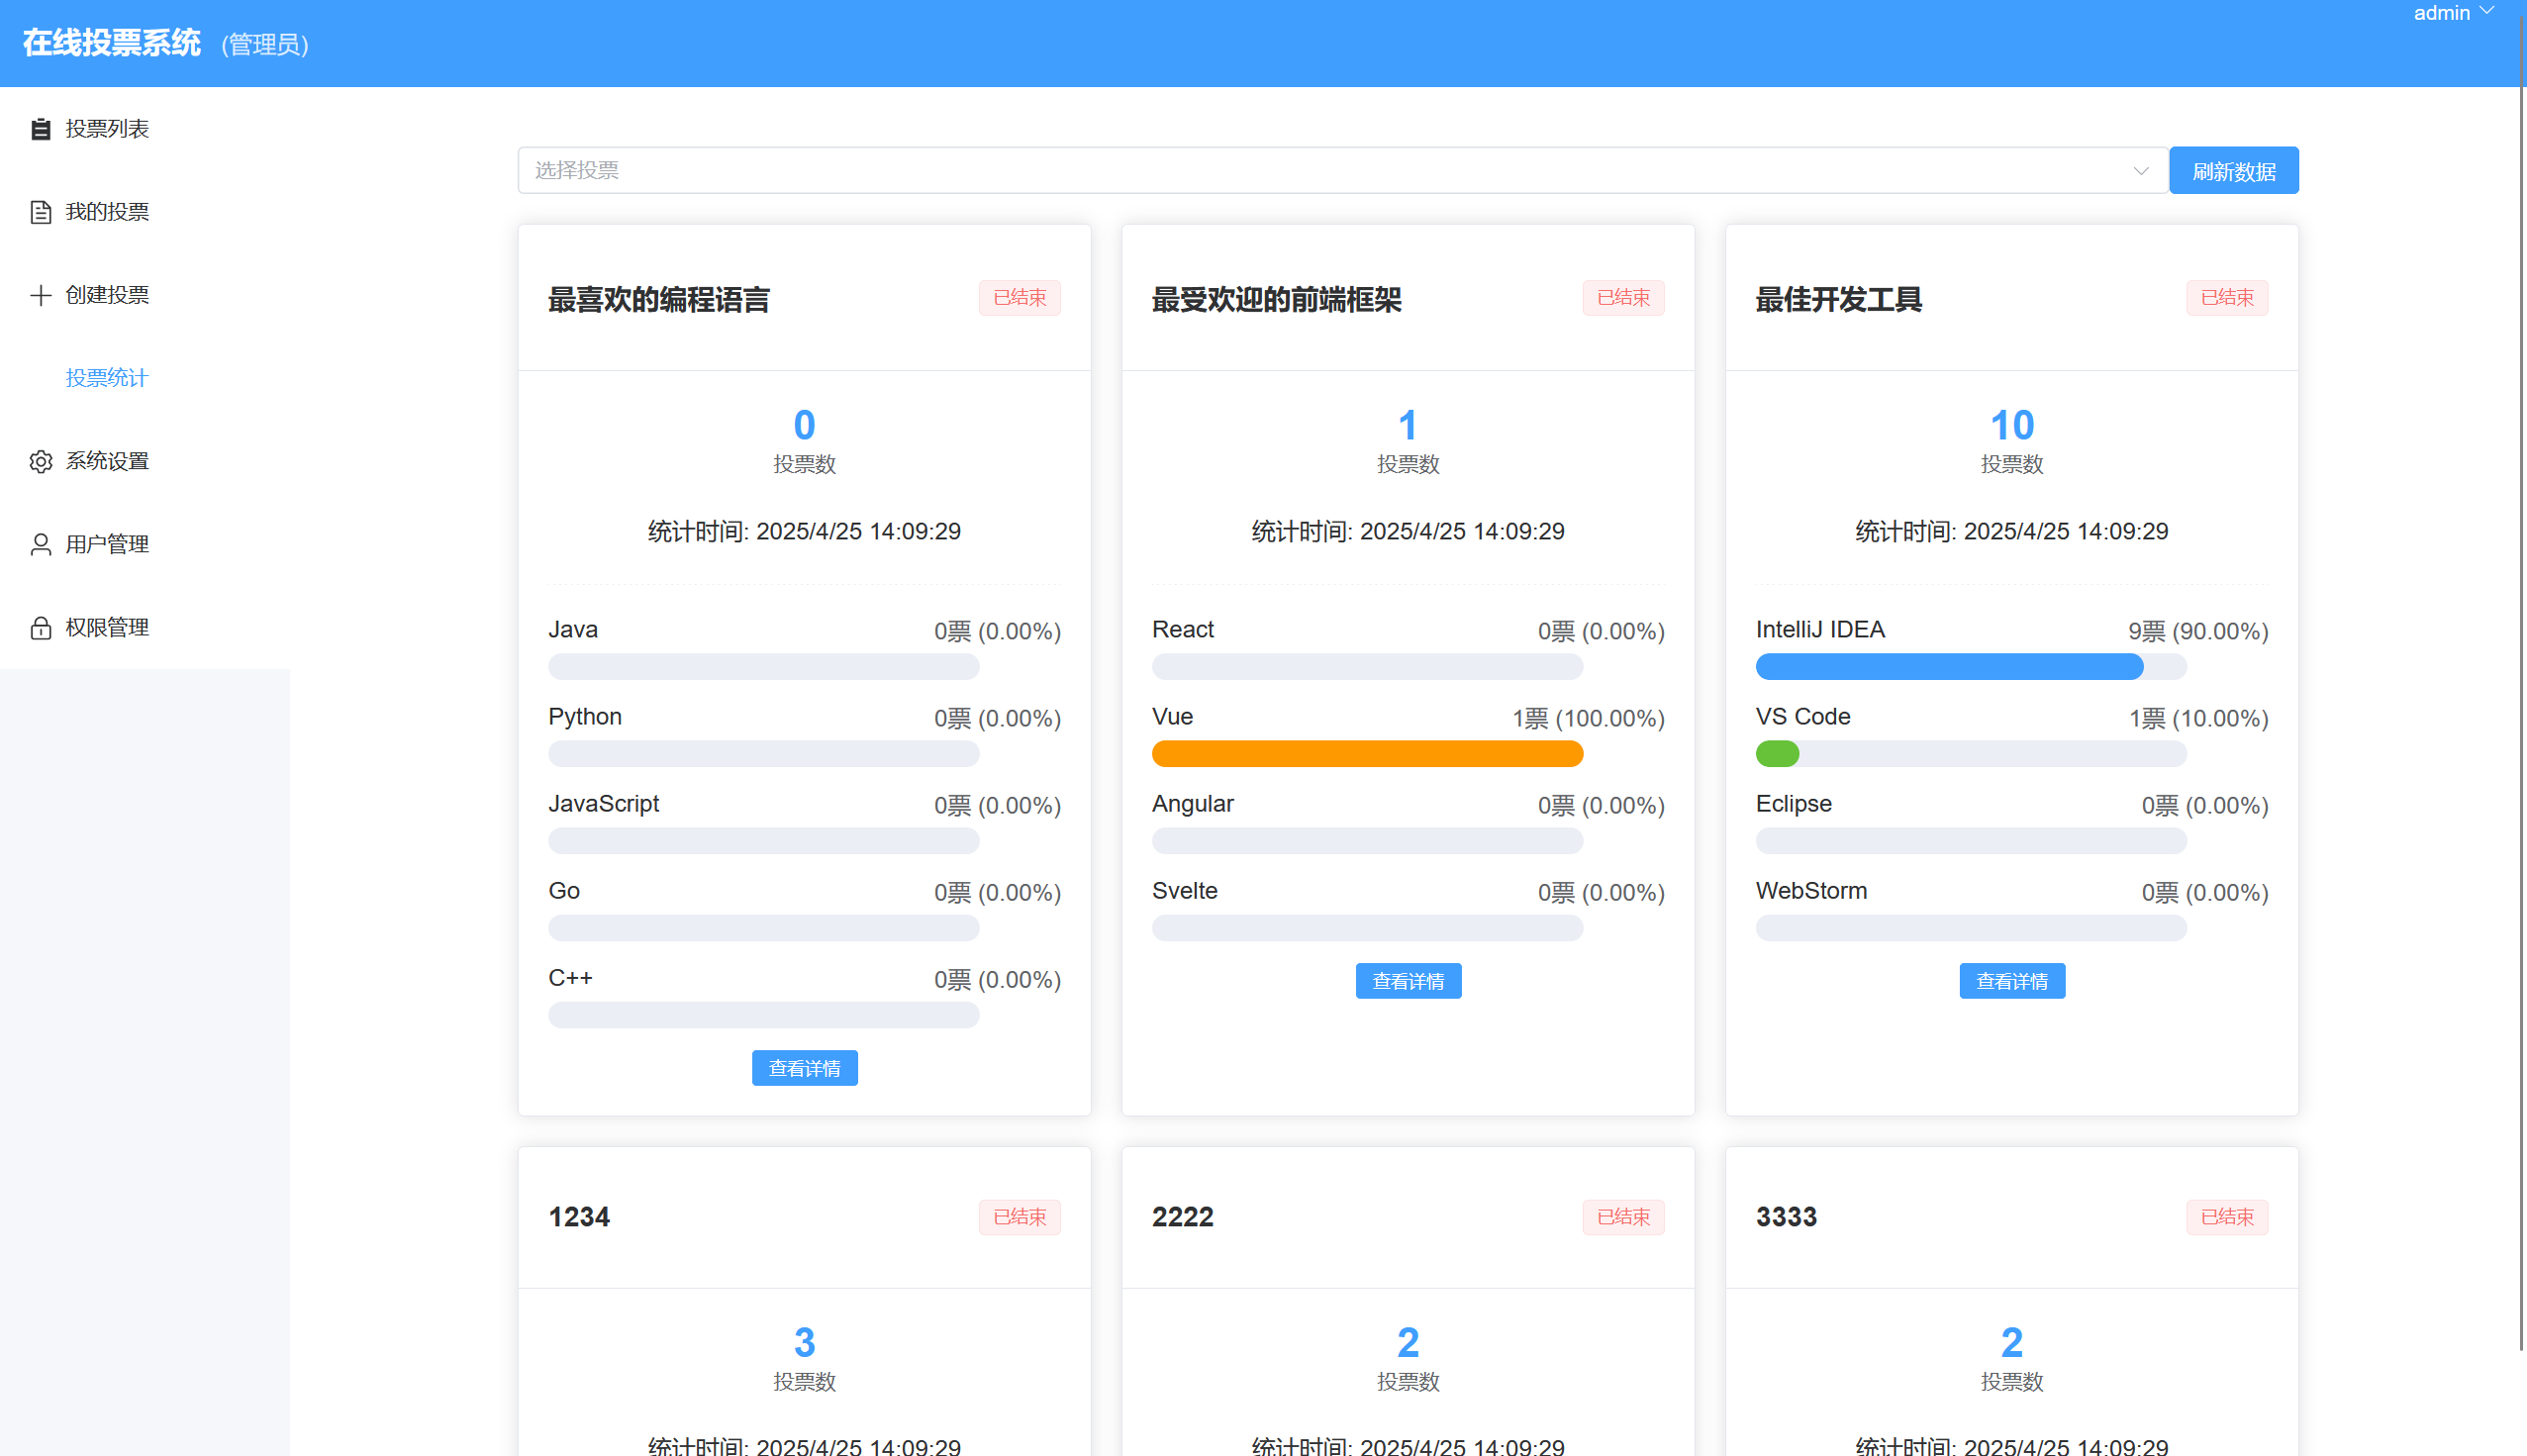 在线投票系统 (管理员)
admin
投票列表
我的投票
创建投票
投票统计
系统设置
用户管理
权限管理
选择投票
刷新数据
最喜欢的编程语言 已结束
0
投票数
统计时间: 2025/4/25 14:09:29
Java 0票 (0.00%)
Python 0票 (0.00%)
JavaScript 0票 (0.00%)
Go 0票 (0.00%)
C++ 0票 (0.00%)
查看详情
最受欢迎的前端框架 已结束
1
投票数
统计时间: 2025/4/25 14:09:29
React 0票 (0.00%)
Vue 1票 (100.00%)
Angular 0票 (0.00%)
Svelte 0票 (0.00%)
查看详情
最佳开发工具 已结束
10
投票数
统计时间: 2025/4/25 14:09:29
IntelliJ IDEA 9票 (90.00%)
VS Code 1票 (10.00%)
Eclipse 0票 (0.00%)
WebStorm 0票 (0.00%)
查看详情
1234 已结束
3
投票数
统计时间: 2025/4/25 14:09:29
2222 已结束
2
投票数
统计时间: 2025/4/25 14:09:29
3333 已结束
2
投票数
统计时间: 2025/4/25 14:09:29